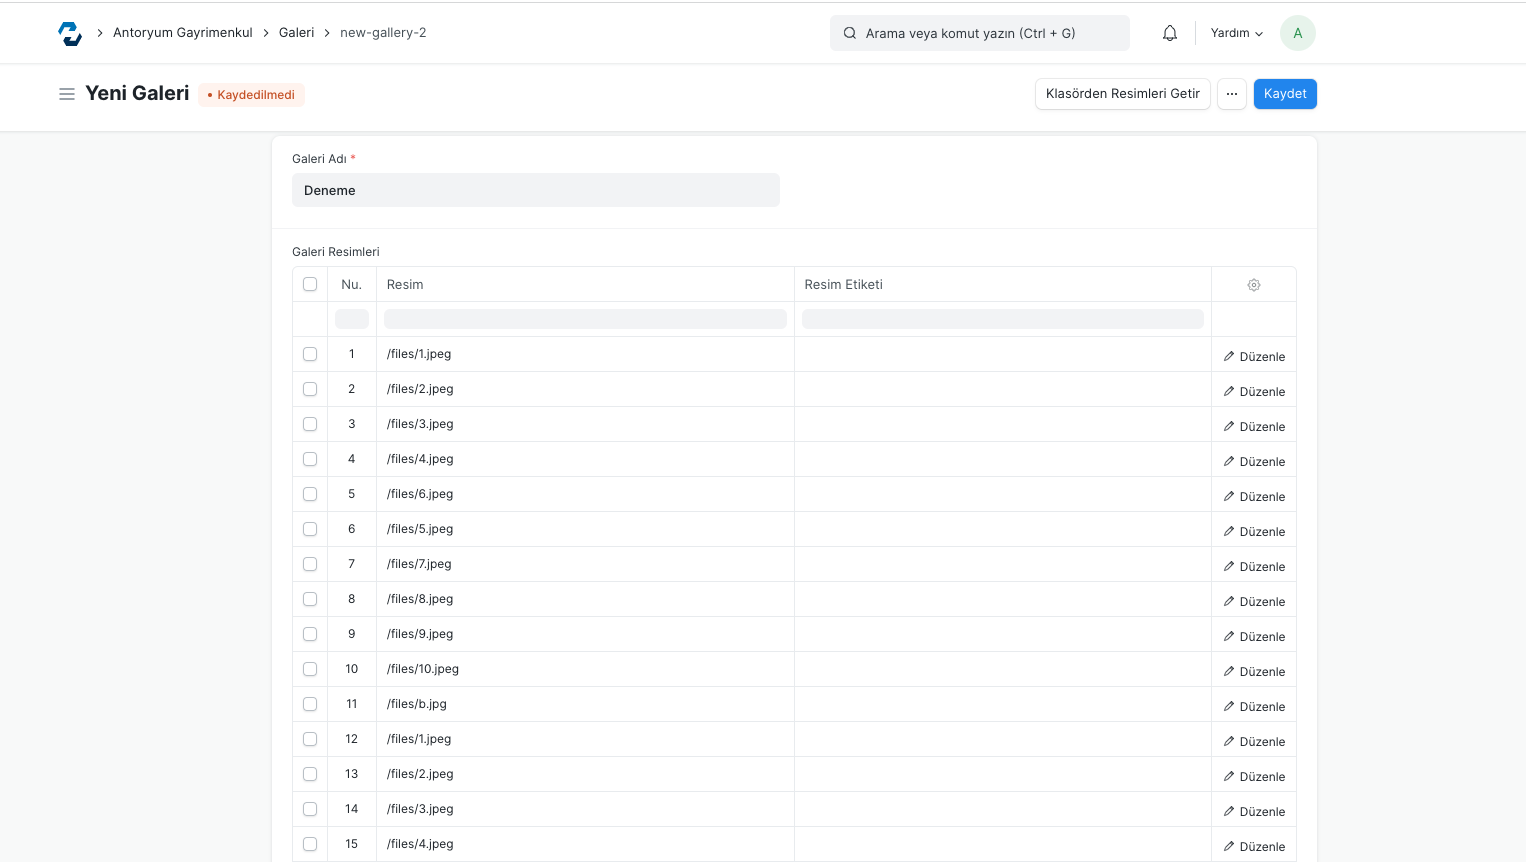 Antoryum Gayrimenkul Galeri new-gallery-2
Arama veya komut yazın (Ctrl + G)
Yardım
A
Yeni Galeri
• Kaydedilmedi
Klasörden Resimleri Getir
...
Kaydet
Galeri Adı *
Deneme
Galeri Resimleri
Nu. Resim Resim Etiketi
1 /files/1.jpeg Düzenle
2 /files/2.jpeg Düzenle
3 /files/3.jpeg Düzenle
4 /files/4.jpeg Düzenle
5 /files/6.jpeg Düzenle
6 /files/5.jpeg Düzenle
7 /files/7.jpeg Düzenle
8 /files/8.jpeg Düzenle
9 /files/9.jpeg Düzenle
10 /files/10.jpeg Düzenle
11 /files/b.jpg Düzenle
12 /files/1.jpeg Düzenle
13 /files/2.jpeg Düzenle
14 /files/3.jpeg Düzenle
15 /files/4.jpeg Düzenle